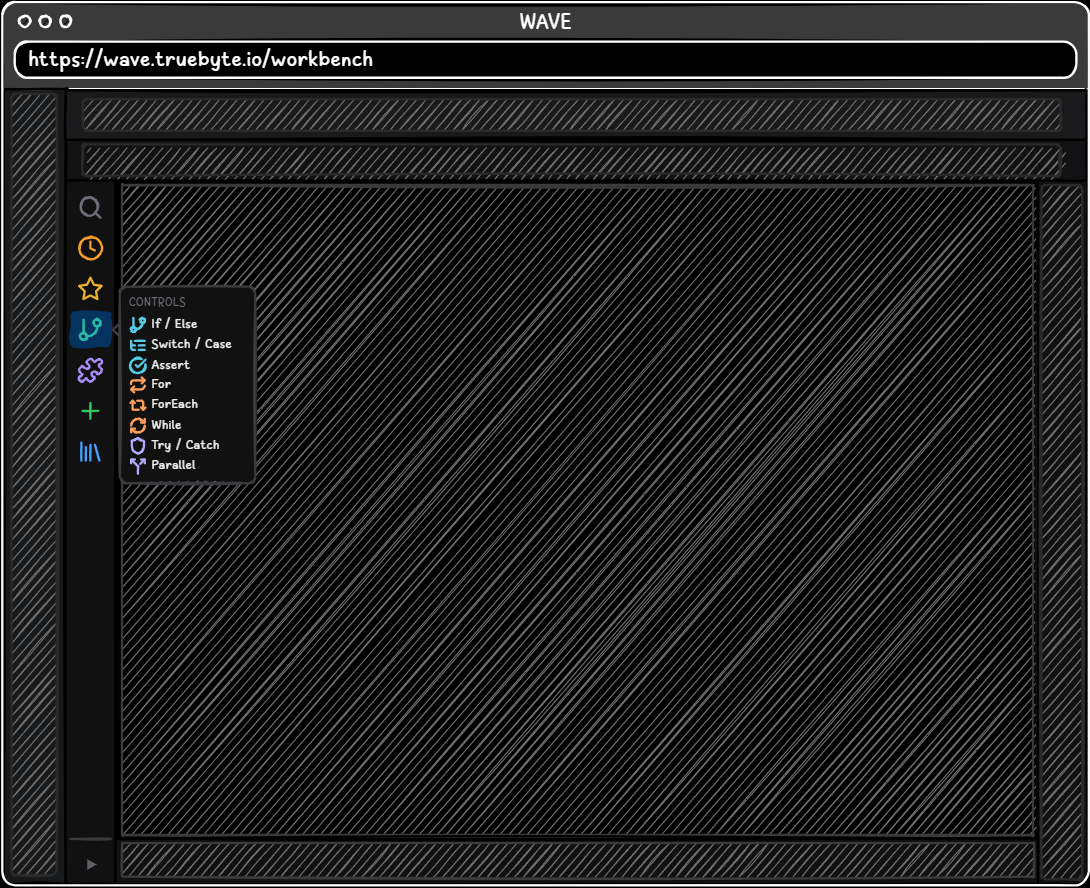 WAVE
https://wave.truebyte.io/workbench
CONTROLS
If / Else
Switch / Case
Assert
For
ForEach
While
Try / Catch
Parallel